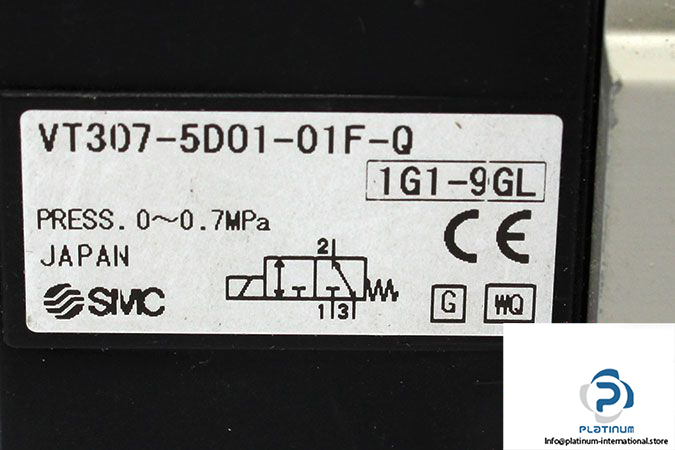 VT307-5D01-01F-Q
1G1-9GL
PRESS. 0~0.7MPa
JAPAN
CE
2
1 3
SMC
G
WQ
PLATINUM
Info@platinum-international.store